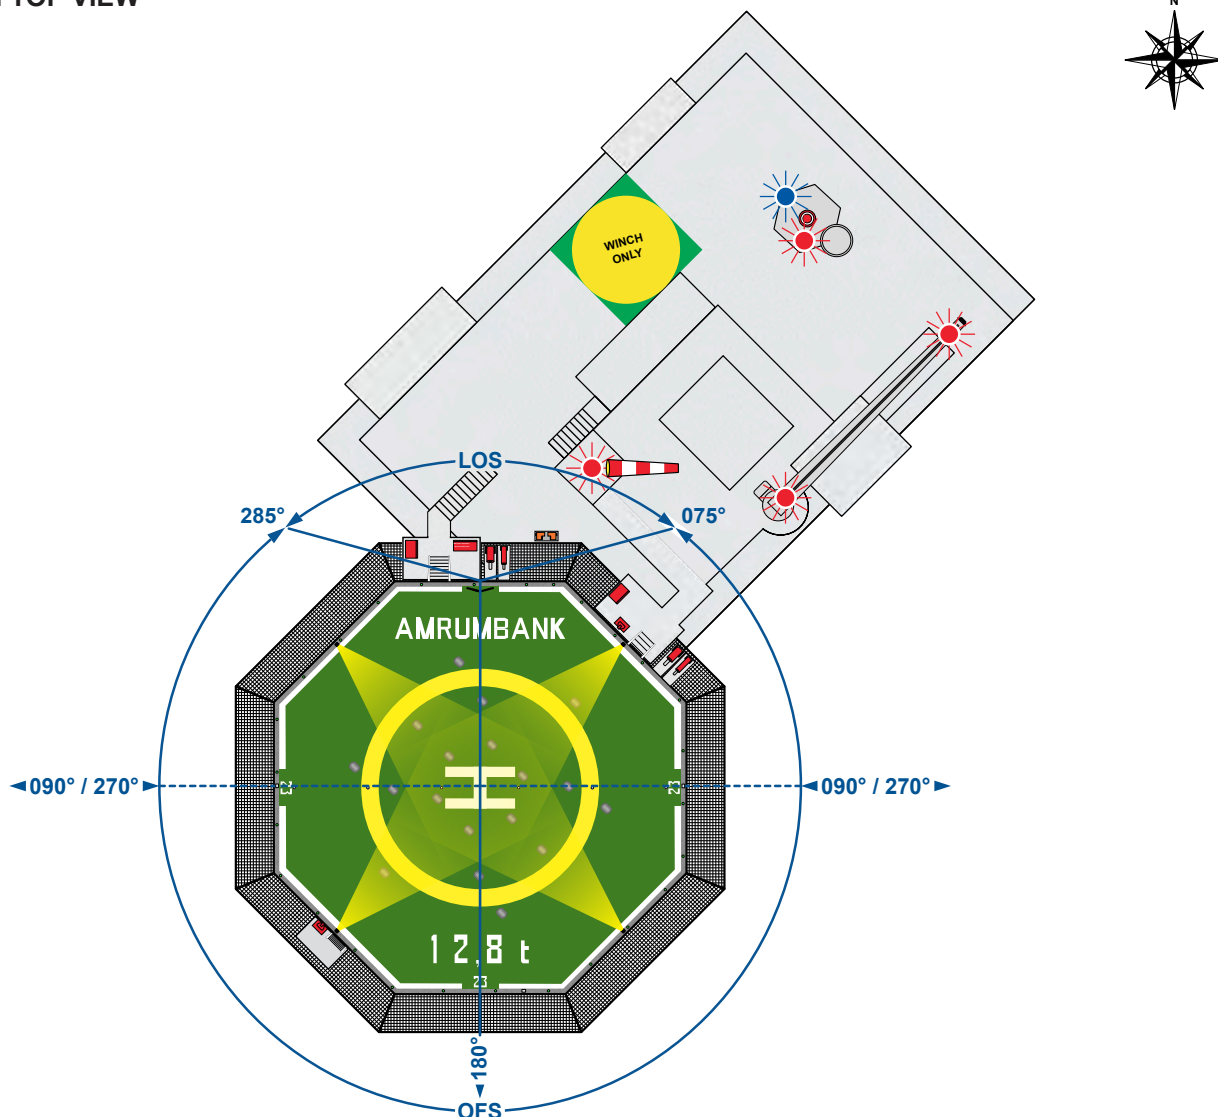 TOP VIEW
N
WINCH
ONLY
LOS
285°
075°
AMRUMBANK
090° / 270°
H
090° / 270°
23
23
12,8 t
23
180°
OFS